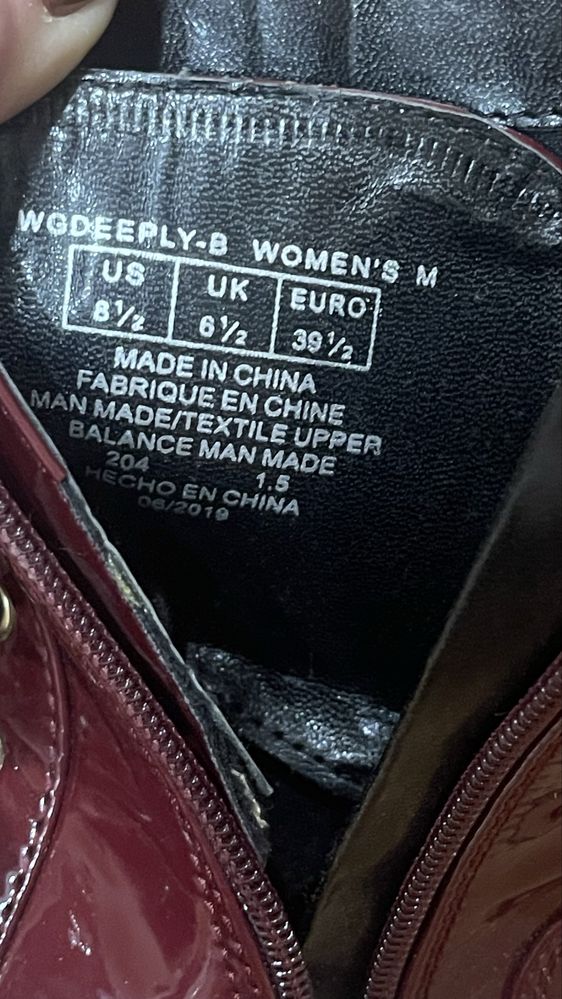 WGDEEPLY-B WOMEN'S M
US UK EURO
8½ 6½ 39½
MADE IN CHINA
FABRIQUE EN CHINE
MAN MADE/TEXTILE UPPER
BALANCE MAN MADE
204 1.5
HECHO EN CHINA
06/2019